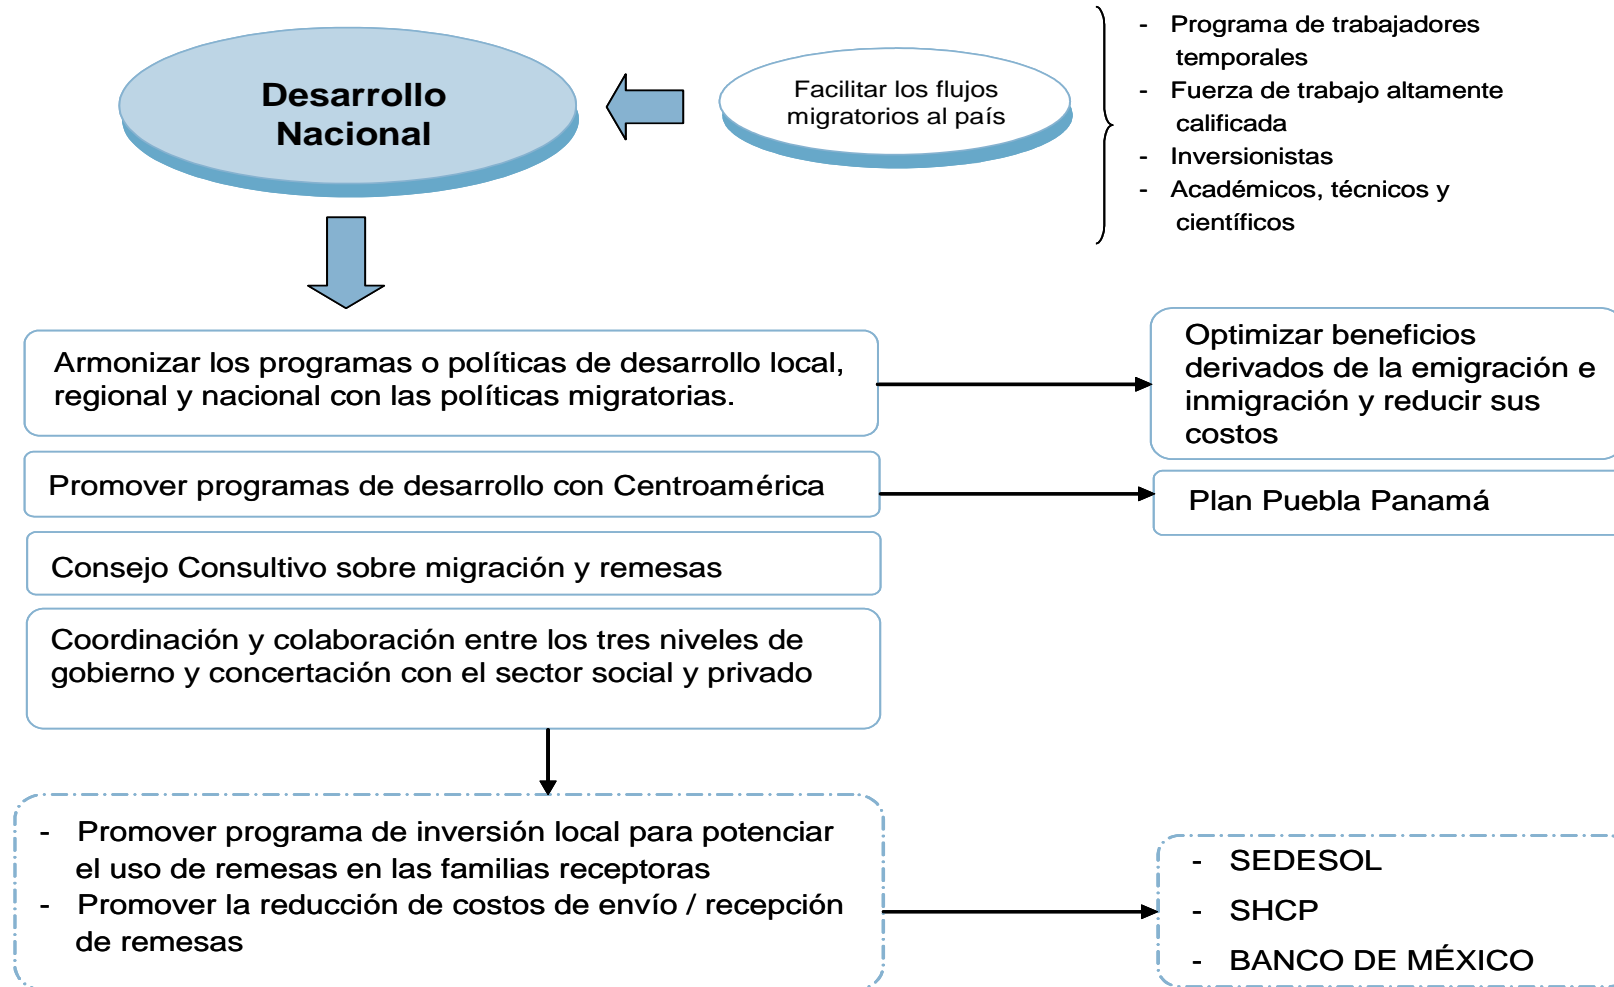 Desarrollo
Nacional
Facilitar los flujos
migratorios al país
- Programa de trabajadores
temporales
- Fuerza de trabajo altamente
calificada
- Inversionistas
- Académicos, técnicos y
científicos
Armonizar los programas o políticas de desarrollo local,
regional y nacional con las políticas migratorias.
Optimizar beneficios
derivados de la emigración e
inmigración y reducir sus
costos
Promover programas de desarrollo con Centroamérica
Plan Puebla Panamá
Consejo Consultivo sobre migración y remesas
Coordinación y colaboración entre los tres niveles de
gobierno y concertación con el sector social y privado
- Promover programa de inversión local para potenciar
el uso de remesas en las familias receptoras
- Promover la reducción de costos de envío / recepción
de remesas
- SEDESOL
- SHCP
- BANCO DE MÉXICO